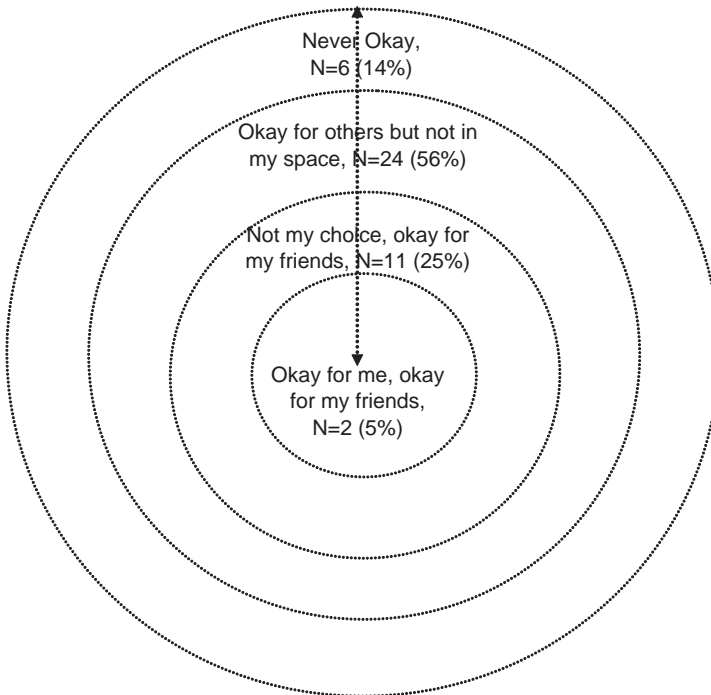 Never Okay,
N=6 (14%)
Okay for others but not in
my space, N=24 (56%)
Not my choice, okay for
my friends, N=11 (25%)
Okay for me, okay
for my friends,
N=2 (5%)